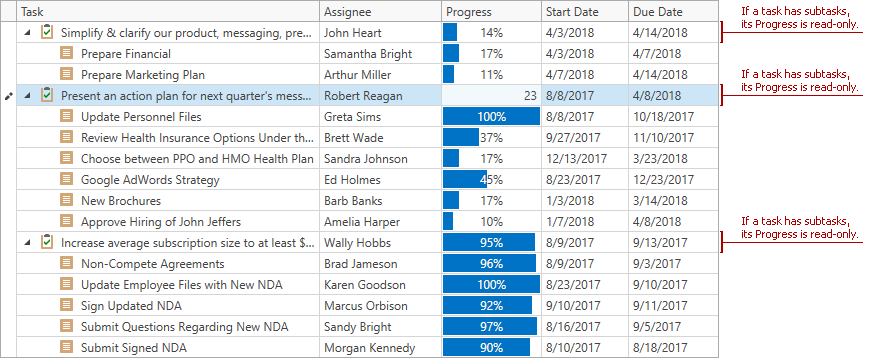 Task Assignee Progress Start Date Due Date
Simplify & clarify our product, messaging, pre... John Heart 14% 4/3/2018 4/14/2018
If a task has subtasks,
its Progress is read-only.
Prepare Financial Samantha Bright 17% 4/3/2018 4/7/2018
Prepare Marketing Plan Arthur Miller 11% 4/7/2018 4/14/2018
If a task has subtasks,
its Progress is read-only.
Present an action plan for next quarter's mess... Robert Reagan 23 8/8/2017 4/8/2018
Update Personnel Files Greta Sims 100% 8/8/2017 10/18/2017
Review Health Insurance Options Under th... Brett Wade 37% 9/27/2017 11/10/2017
Choose between PPO and HMO Health Plan Sandra Johnson 17% 12/13/2017 3/23/2018
Google AdWords Strategy Ed Holmes 45% 8/23/2017 12/23/2017
New Brochures Barb Banks 17% 1/3/2018 3/14/2018
Approve Hiring of John Jeffers Amelia Harper 10% 1/7/2018 4/8/2018
If a task has subtasks,
its Progress is read-only.
Increase average subscription size to at least $... Wally Hobbs 95% 8/9/2017 9/13/2017
Non-Compete Agreements Brad Jameson 96% 8/9/2017 9/3/2017
Update Employee Files with New NDA Karen Goodson 100% 8/23/2017 9/10/2017
Sign Updated NDA Marcus Orbison 92% 9/10/2017 9/11/2017
Submit Questions Regarding New NDA Sandy Bright 97% 8/16/2017 9/5/2017
Submit Signed NDA Morgan Kennedy 90% 8/10/2017 8/18/2017